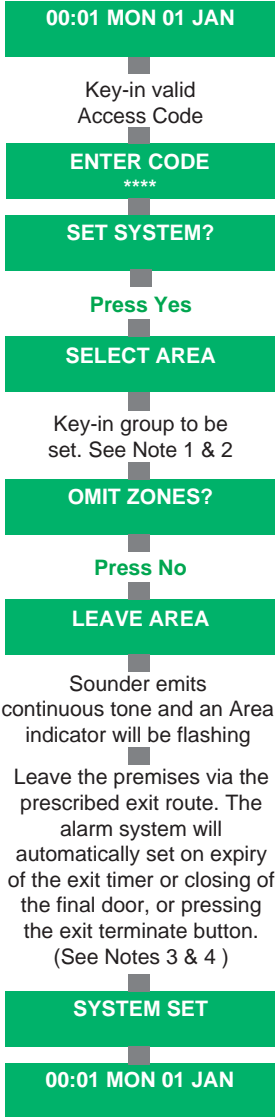 00:01 MON 01 JAN
Key-in valid
Access Code
ENTER CODE
****
SET SYSTEM?
Press Yes
SELECT AREA
Key-in group to be
set. See Note 1 & 2
OMIT ZONES?
Press No
LEAVE AREA
Sounder emits
continuous tone and an Area
indicator will be flashing
Leave the premises via the
prescribed exit route. The
alarm system will
automatically set on expiry
of the exit timer or closing of
the final door, or pressing
the exit terminate button.
(See Notes 3 & 4 )
SYSTEM SET
00:01 MON 01 JAN